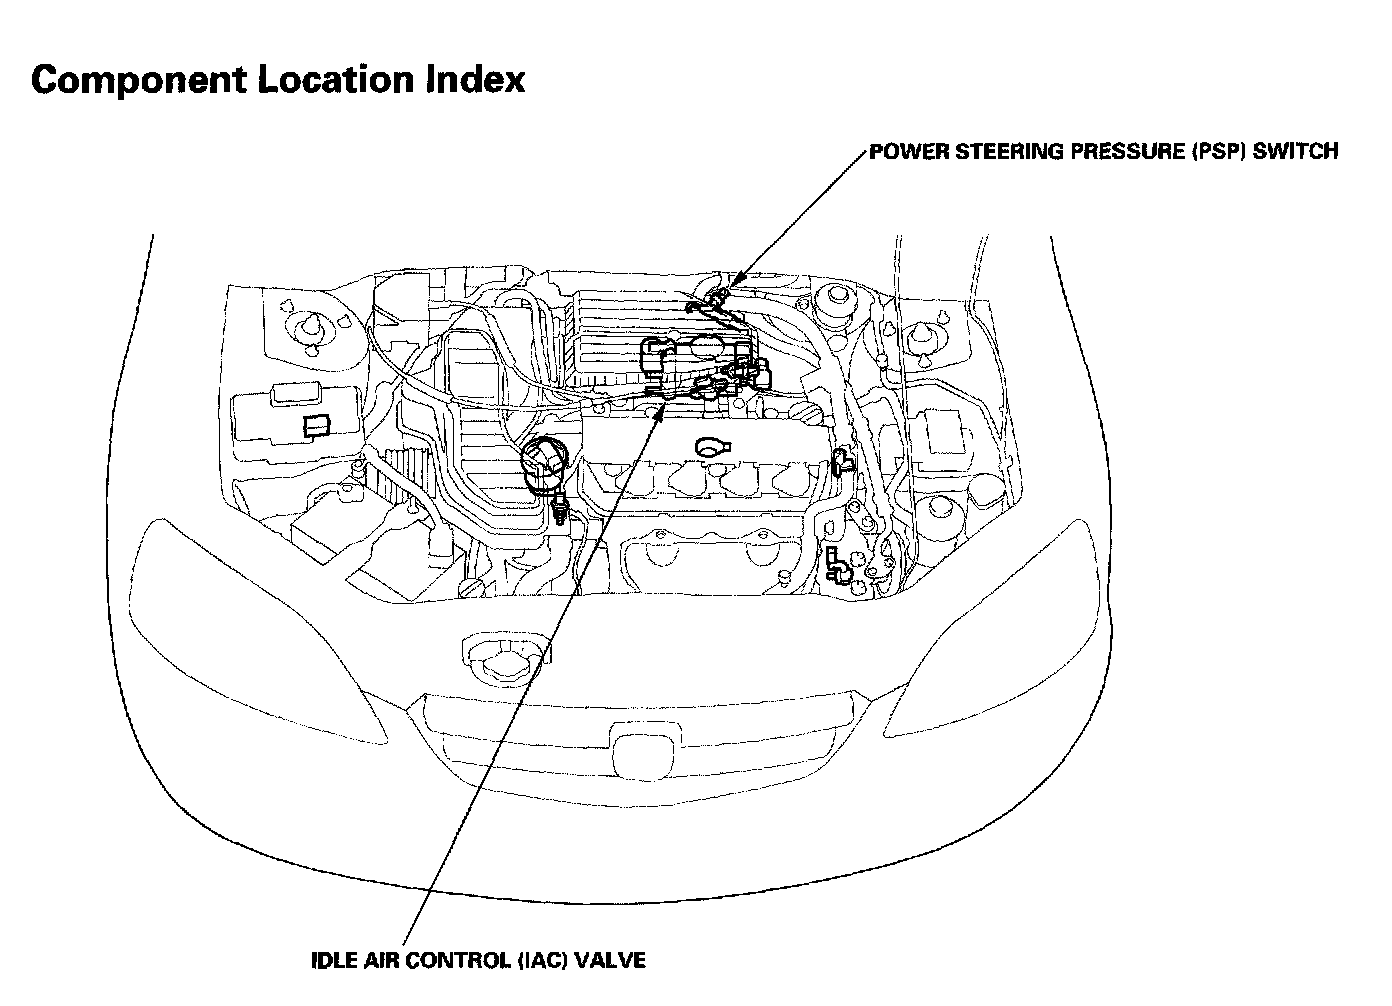 Component Location Index
POWER STEERING PRESSURE (PSP) SWITCH
IDLE AIR CONTROL (IAC) VALVE